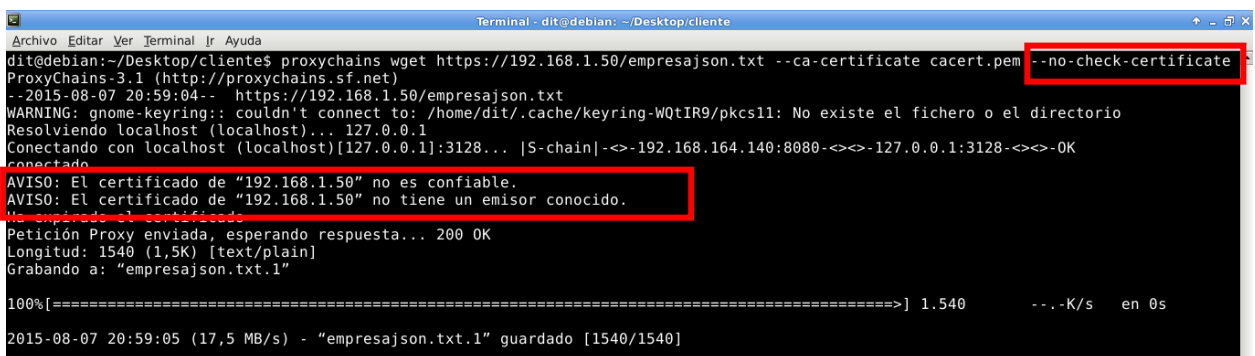 Terminal - dit@debian: ~/Desktop/cliente
Archivo Editar Ver Terminal Ir Ayuda
dit@debian:~/Desktop/cliente$ proxychains wget https://192.168.1.50/empresajson.txt --ca-certificate cacert.pem --no-check-certificate
ProxyChains-3.1 (http://proxychains.sf.net)
--2015-08-07 20:59:04-- https://192.168.1.50/empresajson.txt
WARNING: gnome-keyring:: couldn't connect to: /home/dit/.cache/keyring-WQtIR9/pkcs11: No existe el fichero o el directorio
Resolviendo localhost (localhost)... 127.0.0.1
Conectando con localhost (localhost)[127.0.0.1]:3128... |S-chain|-<>-192.168.164.140:8080-<><>-127.0.0.1:3128-<><>-OK
conectado.
AVISO: El certificado de “192.168.1.50” no es confiable.
AVISO: El certificado de “192.168.1.50” no tiene un emisor conocido.
Ha expirado el certificado
Petición Proxy enviada, esperando respuesta... 200 OK
Longitud: 1540 (1,5K) [text/plain]
Grabando a: “empresajson.txt.1”
100%[============================================================================================>] 1.540 --.-K/s en 0s
2015-08-07 20:59:05 (17,5 MB/s) - “empresajson.txt.1” guardado [1540/1540]